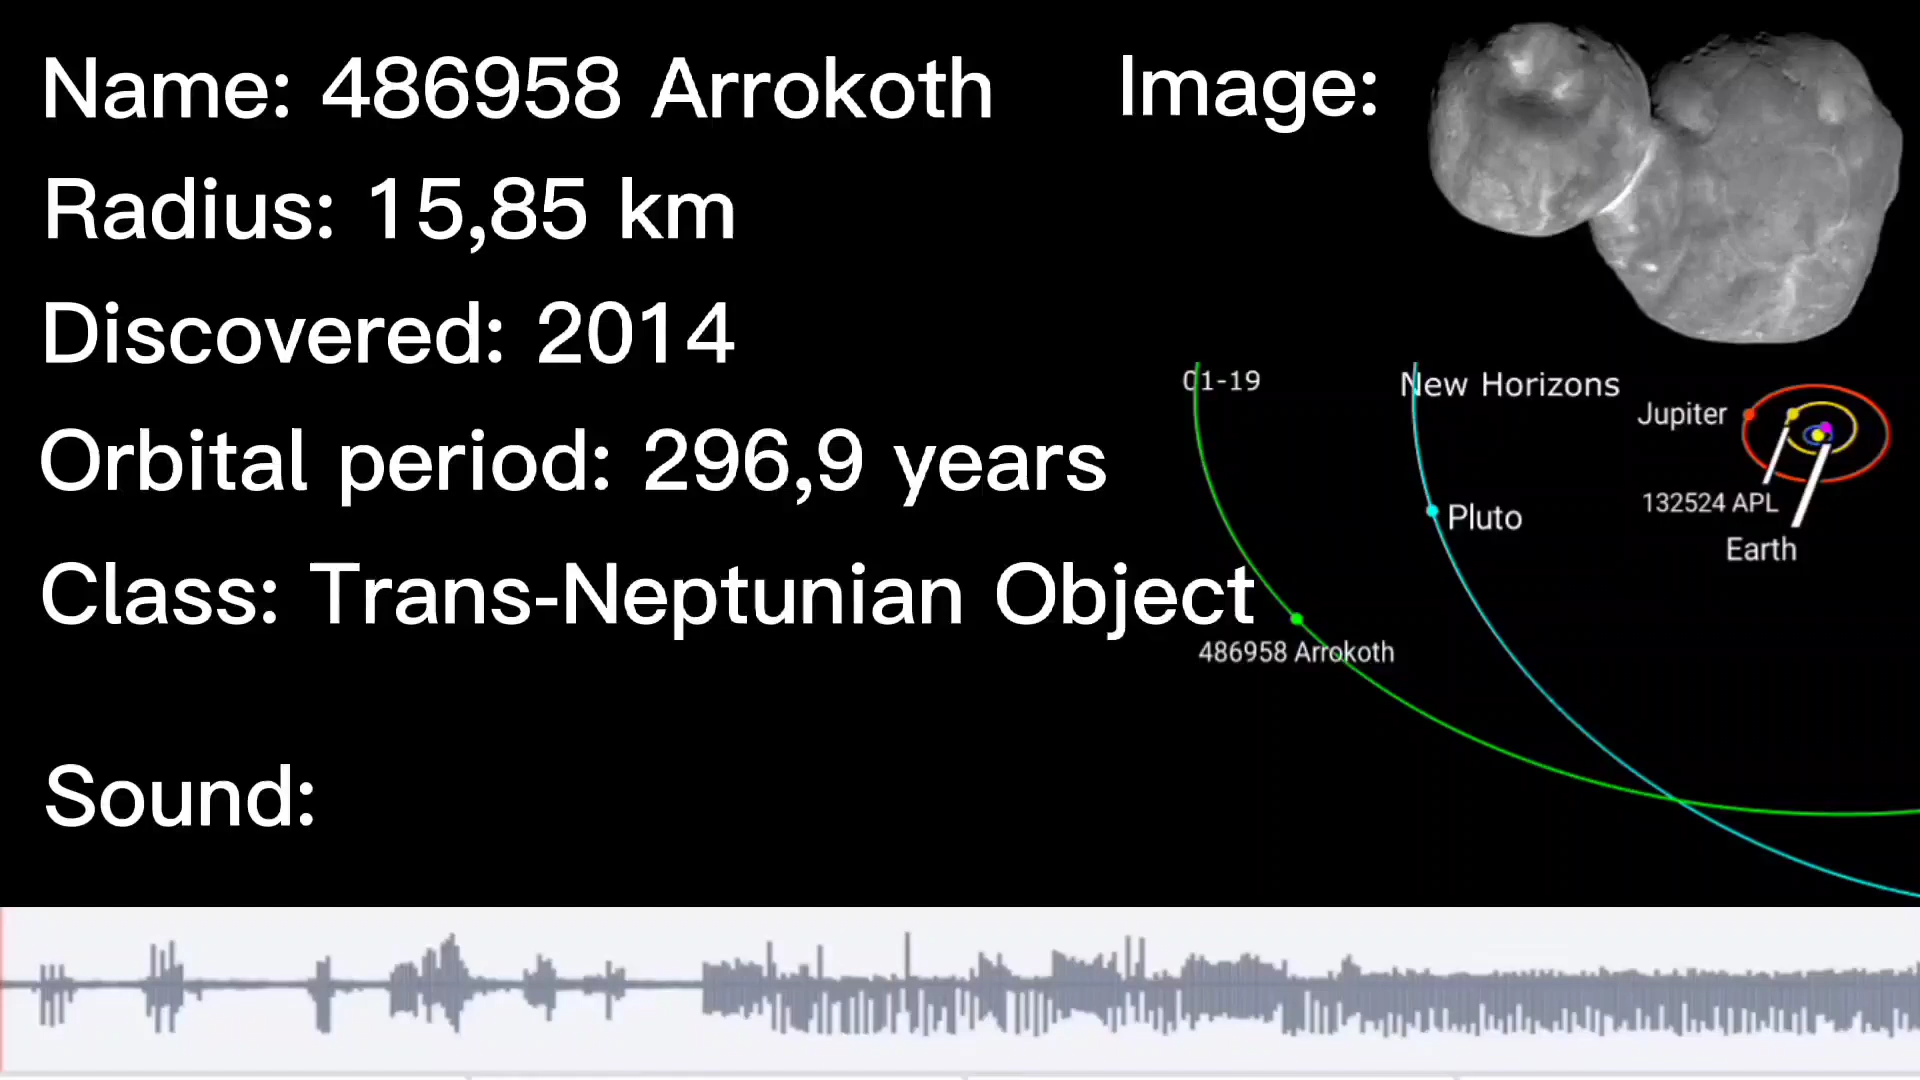 Name: 486958 Arrokoth
Image:
Radius: 15,85 km
Discovered: 2014
Orbital period: 296,9 years
Class: Trans-Neptunian Object
Sound:
01-19
New Horizons
Jupiter
132524 APL
Earth
Pluto
486958 Arrokoth